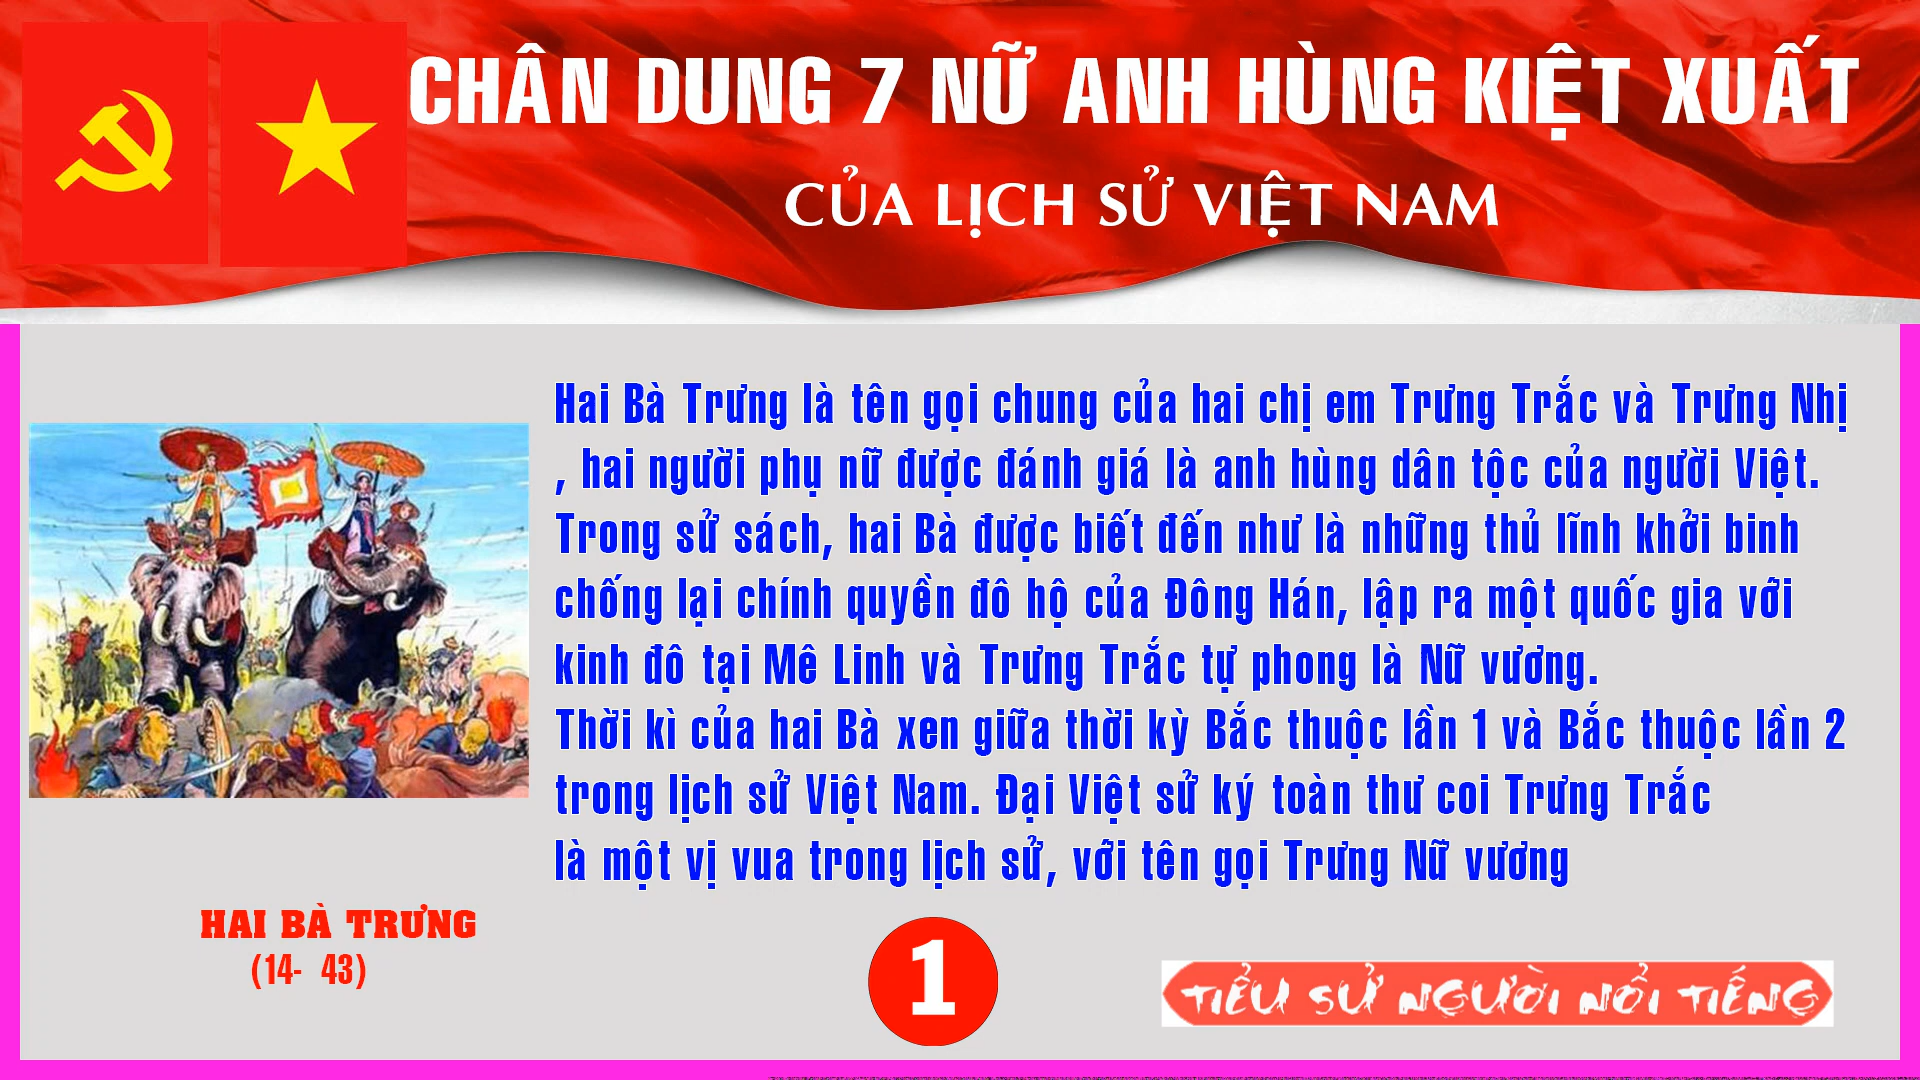 CHÂN DUNG 7 NỮ ANH HÙNG KIỆT XUẤT
CỦA LỊCH SỬ VIỆT NAM
Hai Bà Trưng là tên gọi chung của hai chị em Trưng Trắc và Trưng Nhị
, hai người phụ nữ được đánh giá là anh hùng dân tộc của người Việt.
Trong sử sách, hai Bà được biết đến như là những thủ lĩnh khởi binh
chống lại chính quyền đô hộ của Đông Hán, lập ra một quốc gia với
kinh đô tại Mê Linh và Trưng Trắc tự phong là Nữ vương.
Thời kì của hai Bà xen giữa thời kỳ Bắc thuộc lần 1 và Bắc thuộc lần 2
trong lịch sử Việt Nam. Đại Việt sử ký toàn thư coi Trưng Trắc
là một vị vua trong lịch sử, với tên gọi Trưng Nữ vương
HAI BÀ TRƯNG
(14- 43)
1
TIỂU SỬ NGƯỜI NỔI TIẾNG